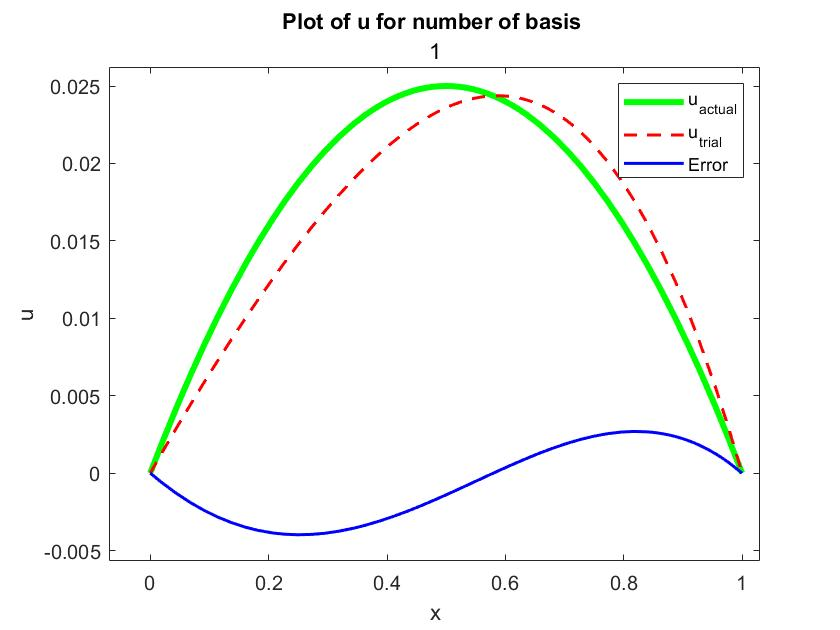 Plot of u for number of basis
1
u_actual
u_trial
Error
0.025
0.02
0.015
0.01
0.005
0
-0.005
u
0 0.2 0.4 0.6 0.8 1
x